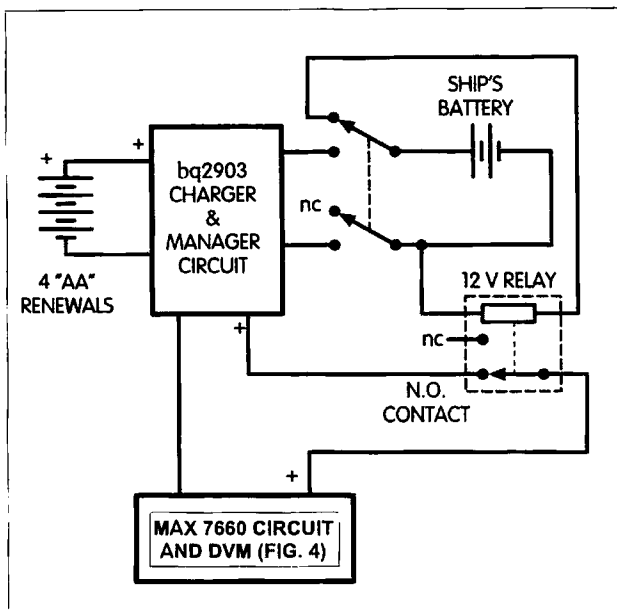 SHIP'S
BATTERY
+
+
bq2903
CHARGER
&
MANAGER
CIRCUIT
nc
4 "AA"
RENEWALS
12 V RELAY
+
nc
N.O.
CONTACT
+
MAX 7660 CIRCUIT
AND DVM (FIG. 4)